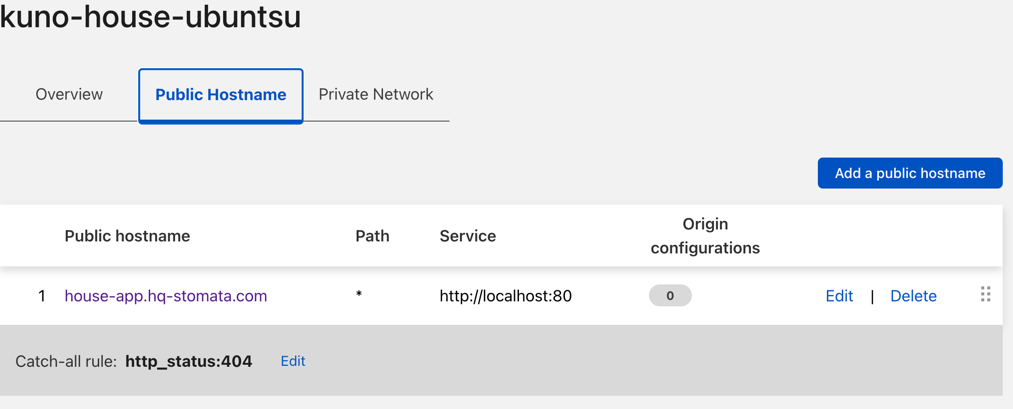 kuno-house-ubuntsu
Overview Public Hostname Private Network
Add a public hostname
Public hostname Path Service Origin configurations
1 house-app.hq-stomata.com * http://localhost:80 0 Edit | Delete
Catch-all rule: http_status:404 Edit